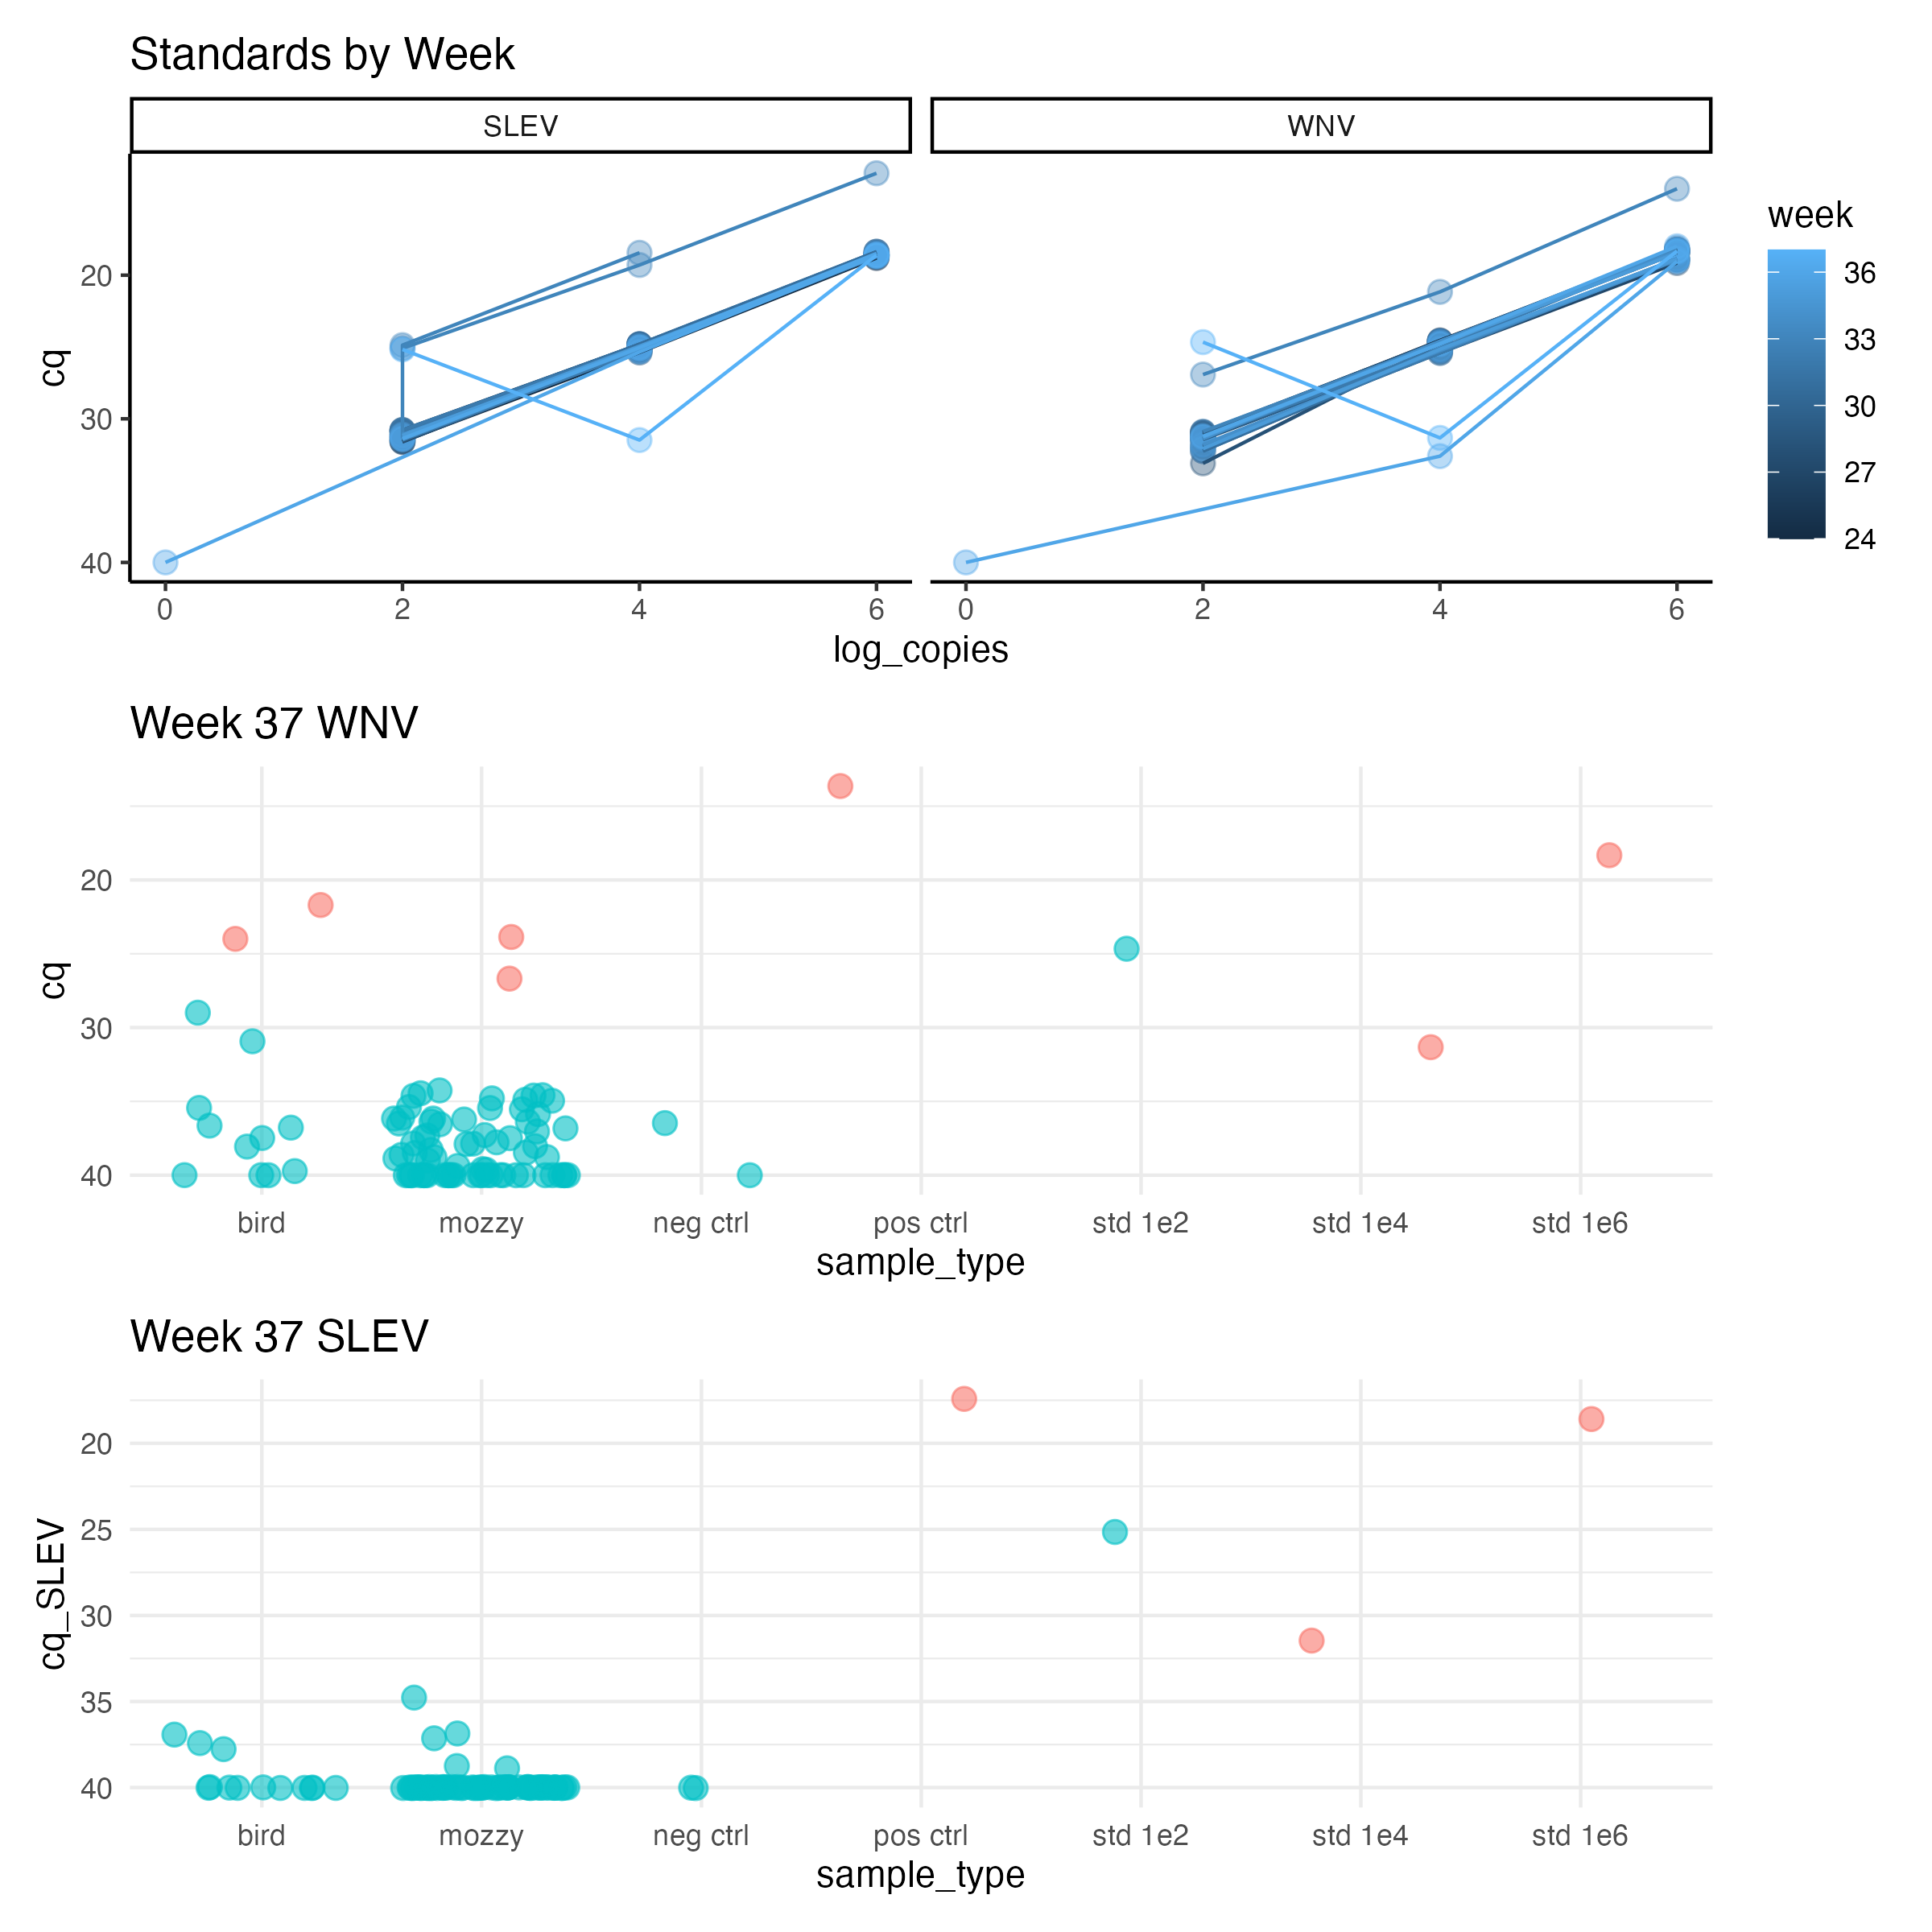 Standards by Week
SLEV
WNV
cq
20
30
40
0
2
4
6
0
2
4
6
log_copies
week
36
33
30
27
24
Week 37 WNV
cq
20
30
40
bird
mozzy
neg ctrl
pos ctrl
std 1e2
std 1e4
std 1e6
sample_type
Week 37 SLEV
cq_SLEV
20
25
30
35
40
bird
mozzy
neg ctrl
pos ctrl
std 1e2
std 1e4
std 1e6
sample_type